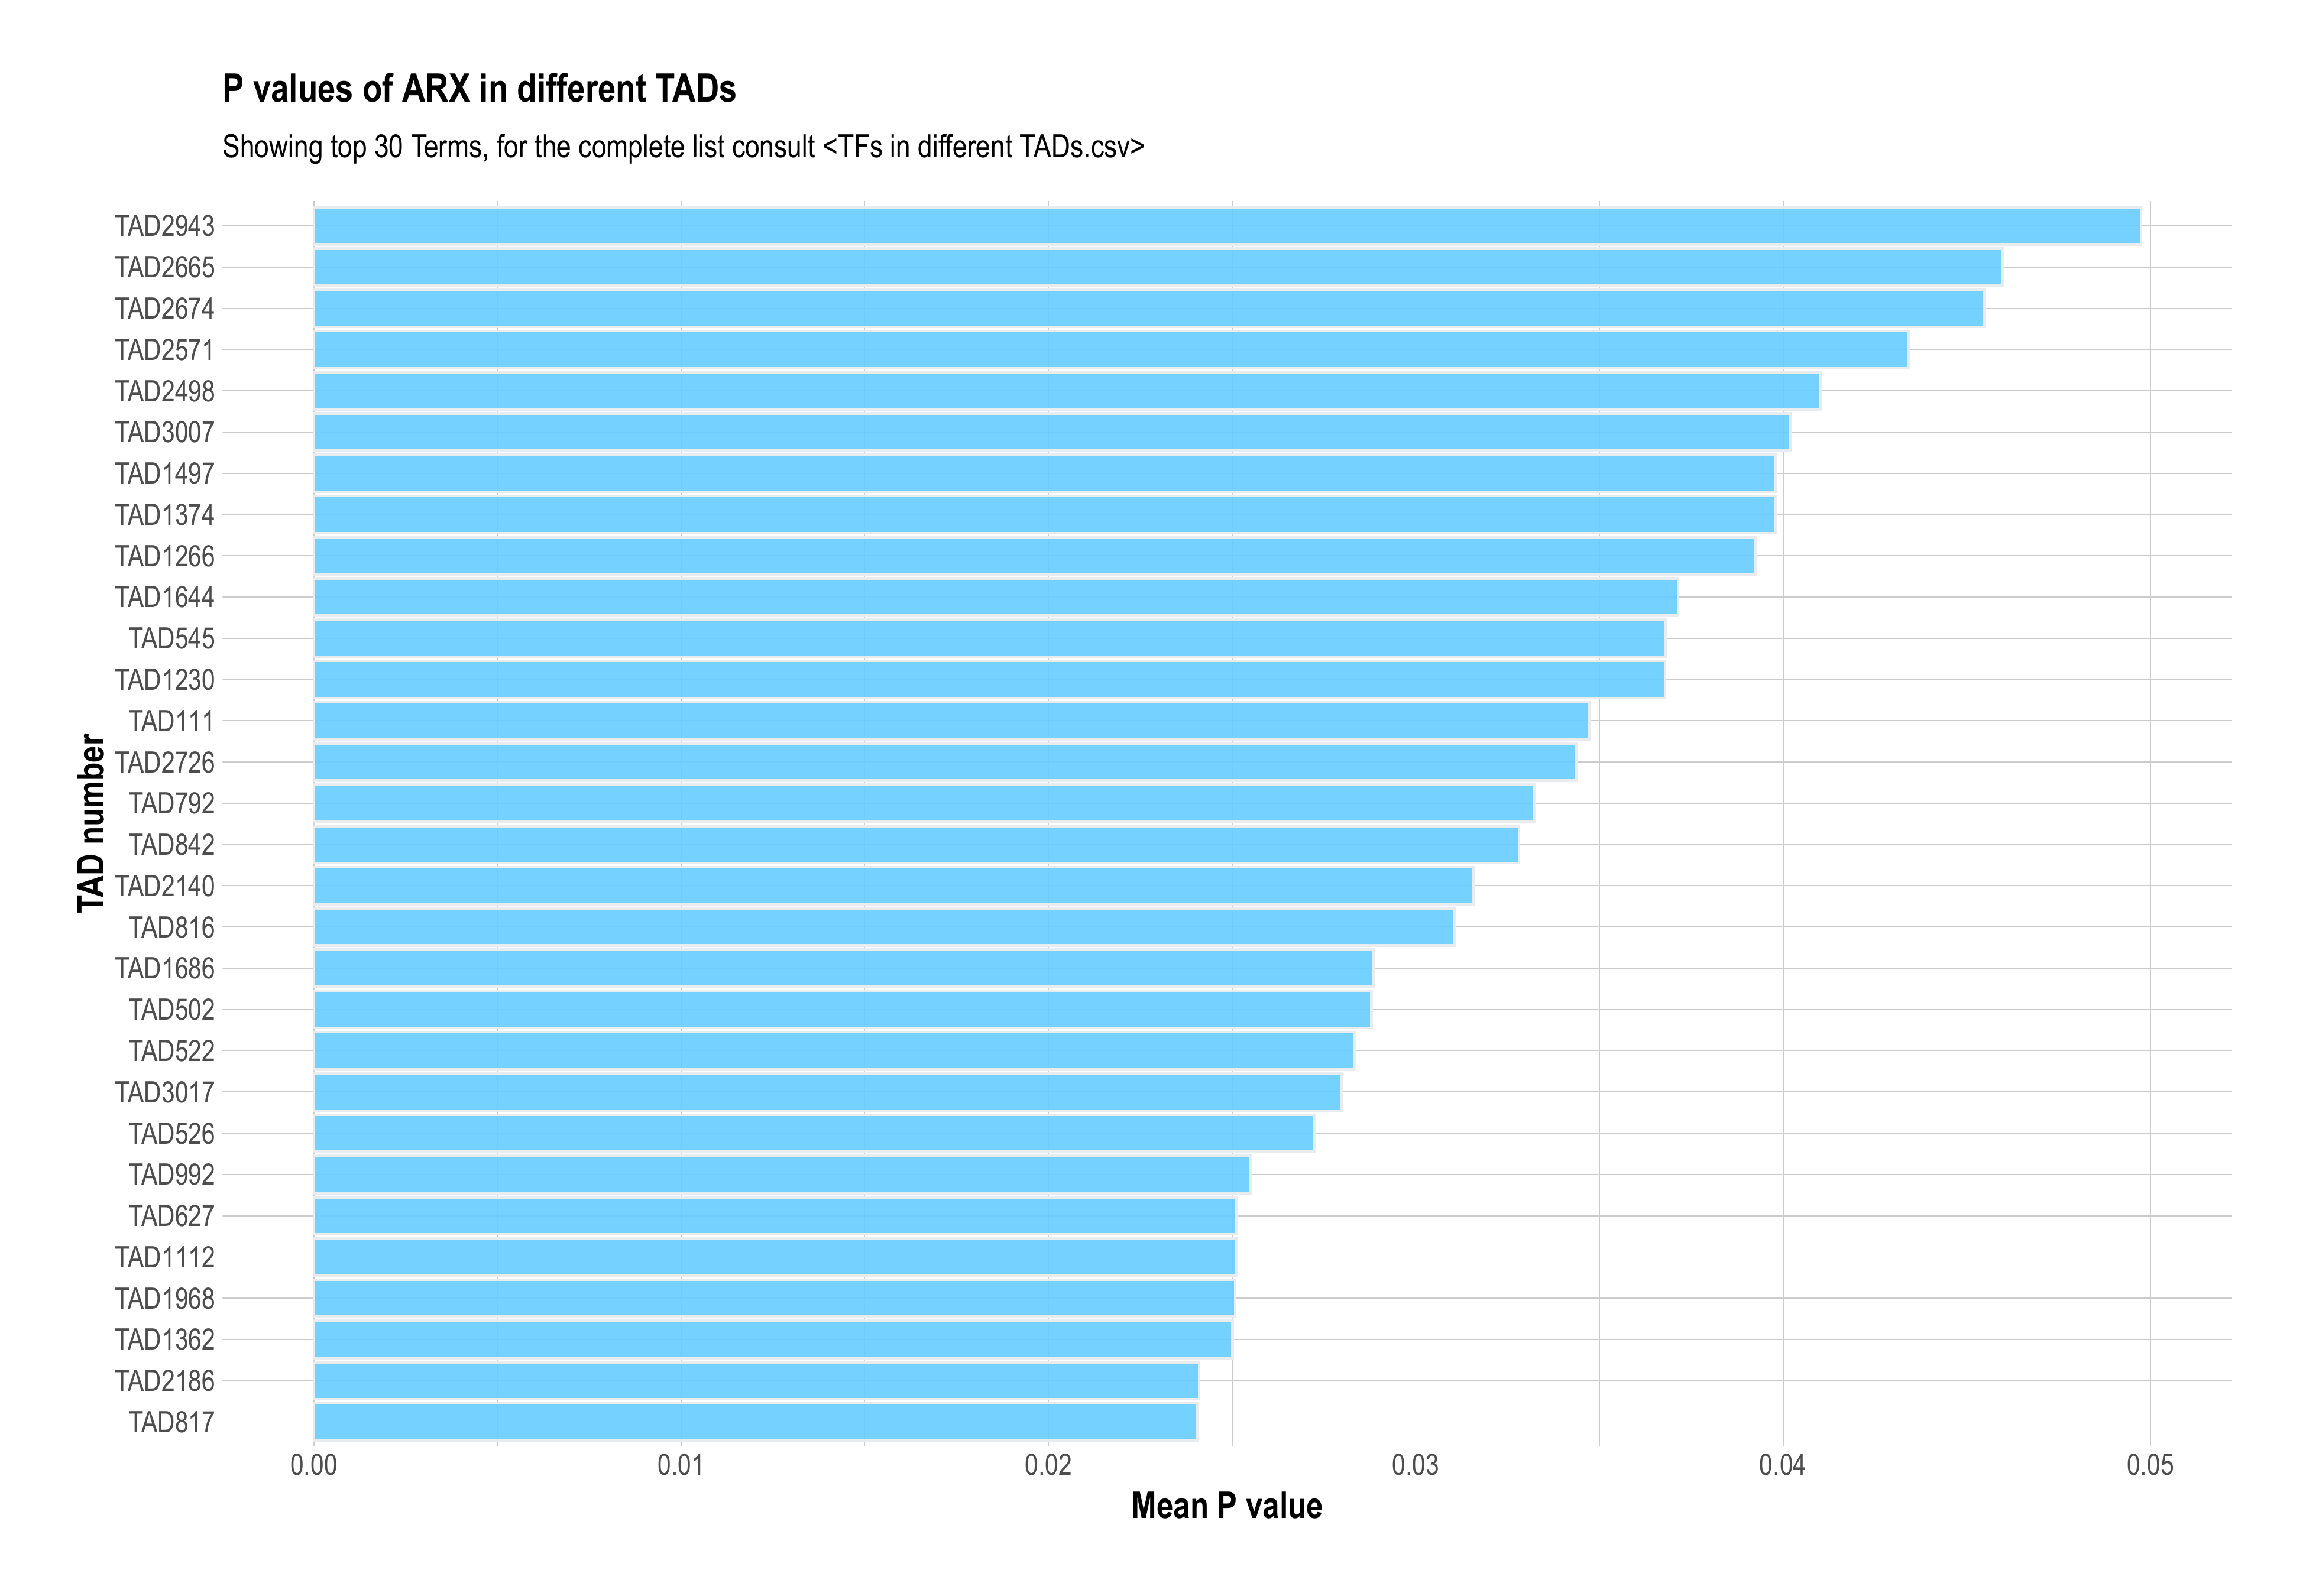 P values of ARX in different TADs
Showing top 30 Terms, for the complete list consult <TFs in different TADs.csv>
TAD number
TAD2943
TAD2665
TAD2674
TAD2571
TAD2498
TAD3007
TAD1497
TAD1374
TAD1266
TAD1644
TAD545
TAD1230
TAD111
TAD2726
TAD792
TAD842
TAD2140
TAD816
TAD1686
TAD502
TAD522
TAD3017
TAD526
TAD992
TAD627
TAD1112
TAD1968
TAD1362
TAD2186
TAD817
0.00 0.01 0.02 0.03 0.04 0.05
Mean P value